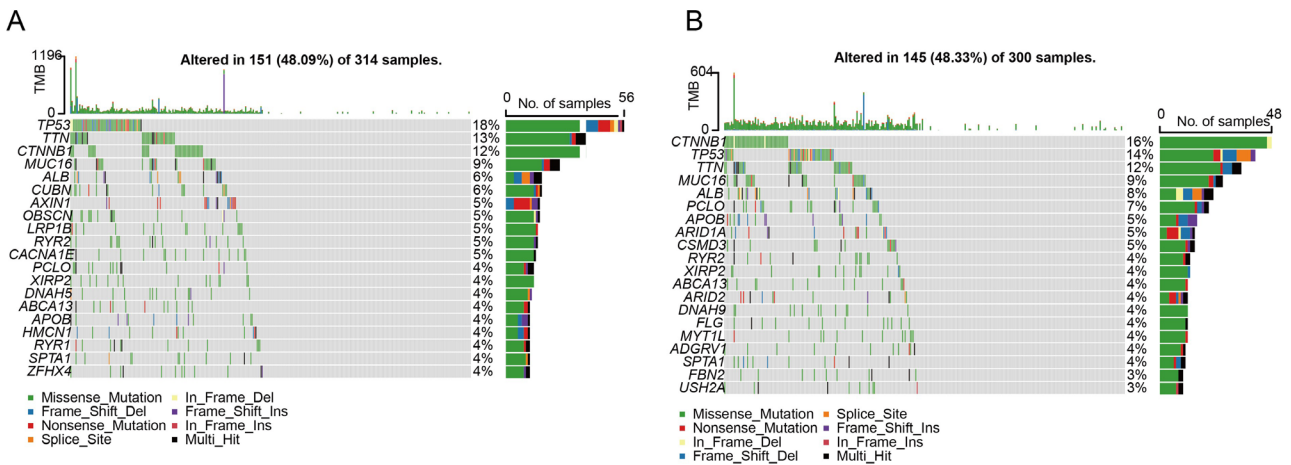 A
Altered in 151 (48.09%) of 314 samples.
1196
TMB
0
0 No. of samples 56
TP53 18%
TTN 13%
CTNNB1 12%
MUC16 9%
ALB 6%
CUBN 6%
AXIN1 5%
OBSCN 5%
LRP1B 5%
RYR2 5%
CACNA1E 5%
PCLO 4%
XIRP2 4%
DNAH5 4%
ABCA13 4%
APOB 4%
HMCN1 4%
RYR1 4%
SPTA1 4%
ZFHX4 4%
Missense_Mutation In_Frame_Del
Frame_Shift_Del Frame_Shift_Ins
Nonsense_Mutation In_Frame_Ins
Splice_Site Multi_Hit
B
Altered in 145 (48.33%) of 300 samples.
604
TMB
0
0 No. of samples 48
CTNNB1 16%
TP53 14%
TTN 12%
MUC16 9%
ALB 8%
PCLO 7%
APOB 5%
ARID1A 5%
CSMD3 5%
RYR2 4%
XIRP2 4%
ABCA13 4%
ARID2 4%
DNAH9 4%
FLG 4%
MYT1L 4%
ADGRV1 4%
SPTA1 4%
FBN2 3%
USH2A 3%
Missense_Mutation Splice_Site
Nonsense_Mutation Frame_Shift_Ins
In_Frame_Del In_Frame_Ins
Frame_Shift_Del Multi_Hit